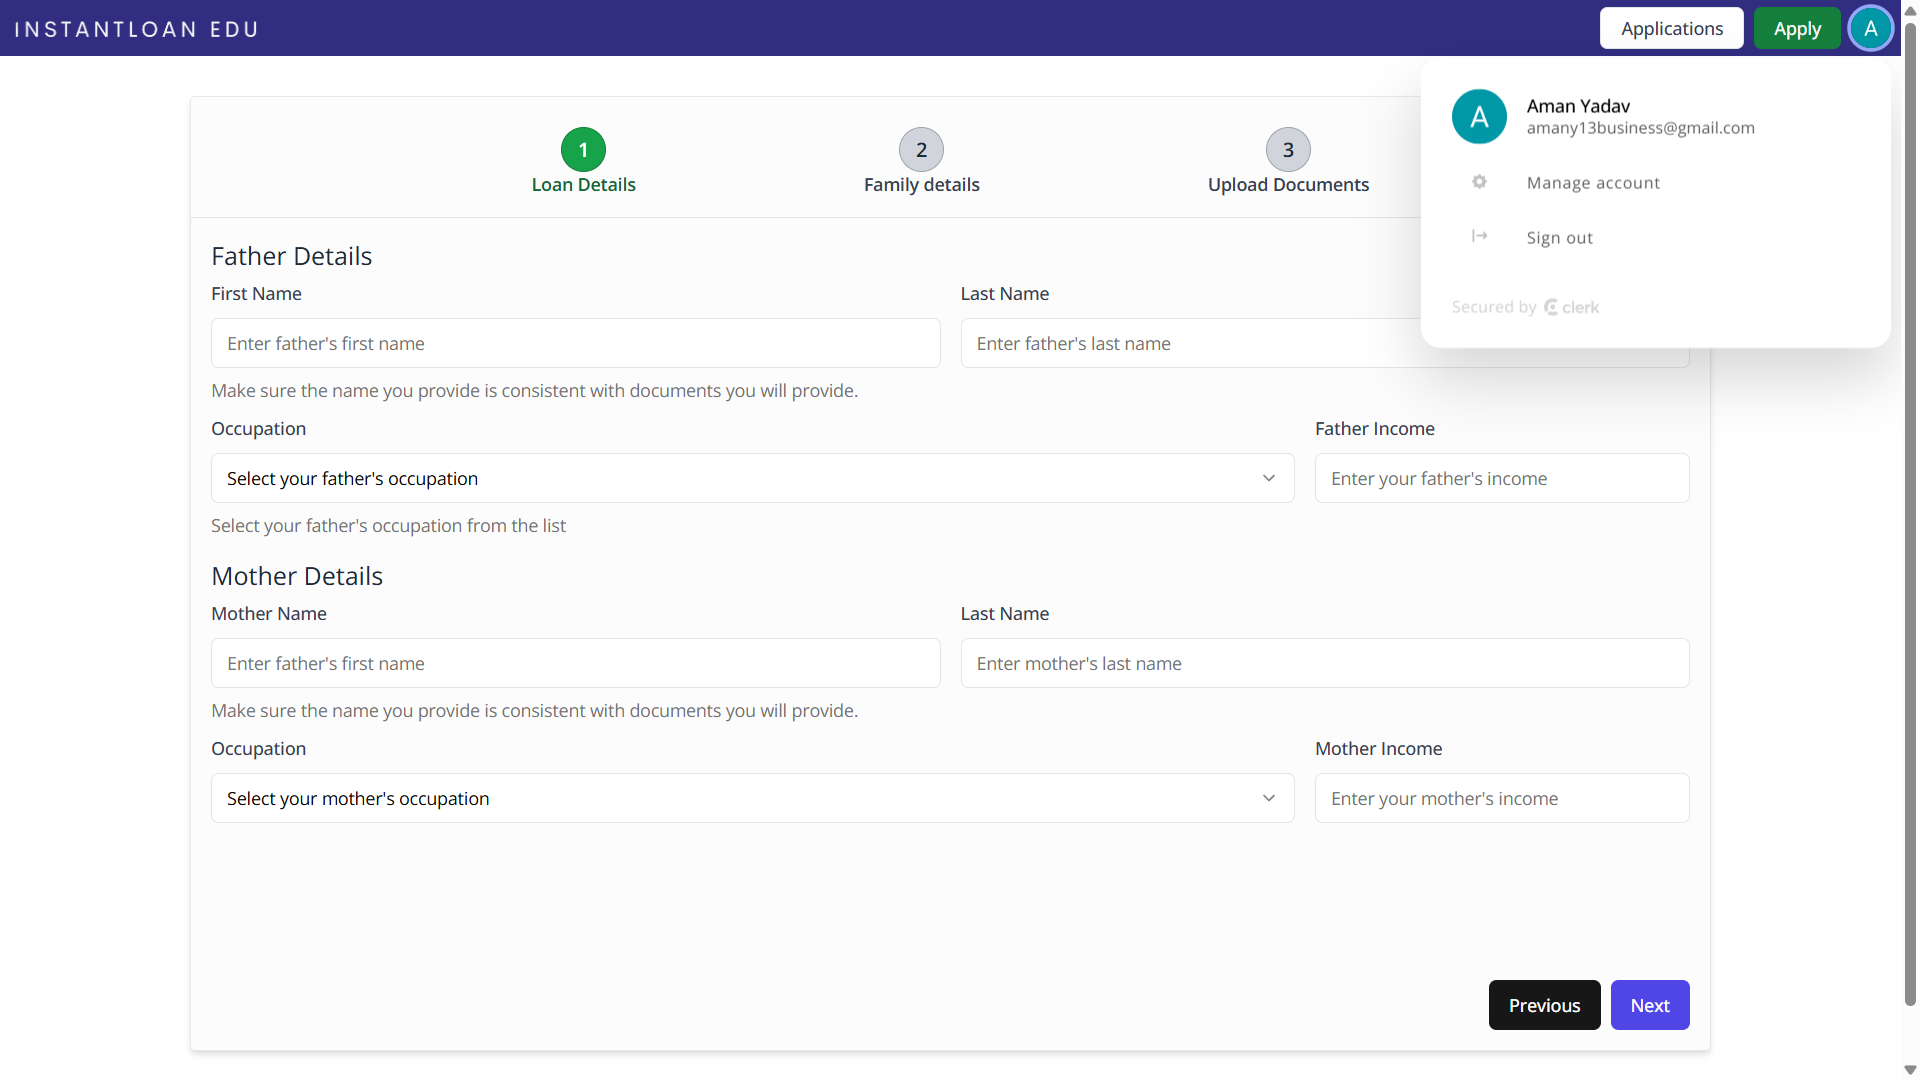 INSTANTLOAN EDU
Applications
Apply
A
A
Aman Yadav
amany13business@gmail.com
Manage account
Sign out
Secured by clerk
1
Loan Details
2
Family details
3
Upload Documents
Father Details
First Name
Last Name
Enter father's first name
Enter father's last name
Make sure the name you provide is consistent with documents you will provide.
Occupation
Father Income
Select your father's occupation
Enter your father's income
Select your father's occupation from the list
Mother Details
Mother Name
Last Name
Enter father's first name
Enter mother's last name
Make sure the name you provide is consistent with documents you will provide.
Occupation
Mother Income
Select your mother's occupation
Enter your mother's income
Previous
Next